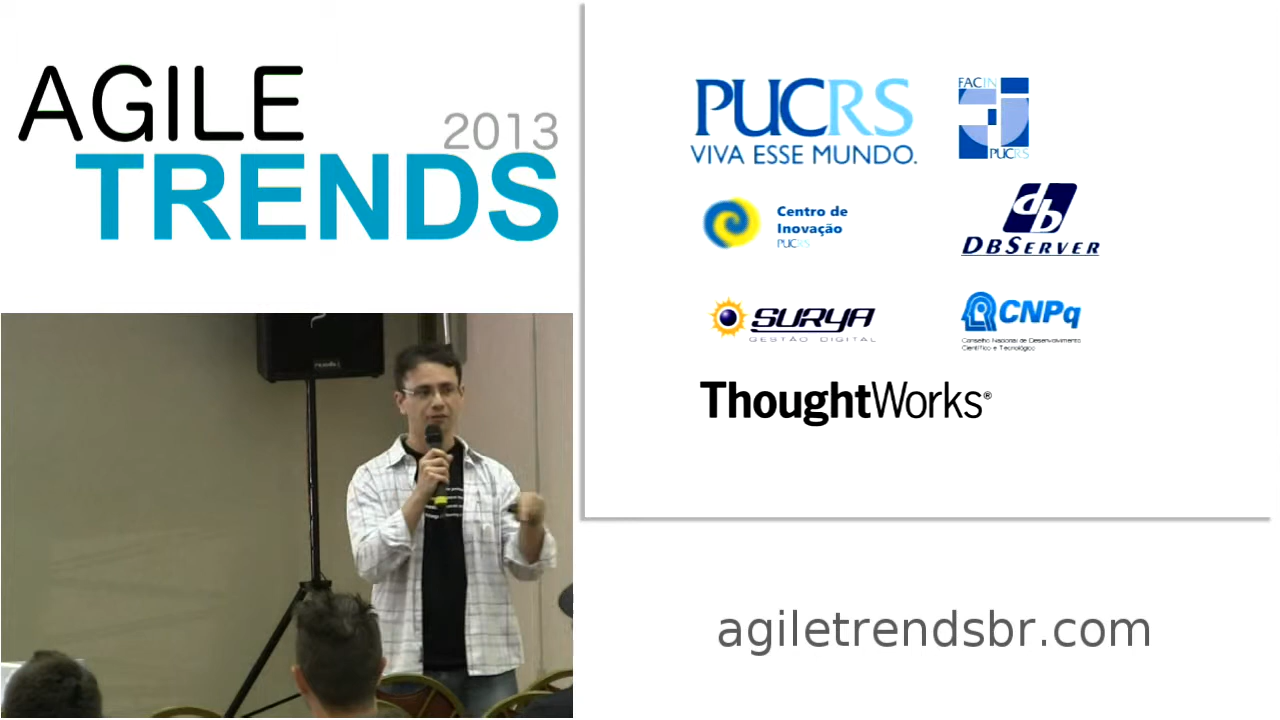 AGILE
2013
TRENDS
PUCRS
VIVA ESSE MUNDO.
FACIN
PUCRS
Centro de
Inovação
PUCRS
db
DBSERVER
SURYA
GESTÃO DIGITAL
CNPq
Conselho Nacional de Desenvolvimento
Científico e Tecnológico
ThoughtWorks®
agiletrendsbr.com